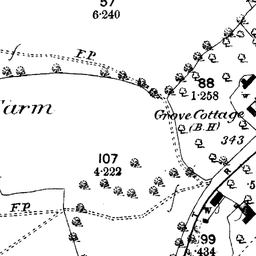 57
6·240
F.P.
88
1·258
Farm
Grove Cottage
(B.H)
343
107
4·222
R
F.P.
T
99
·434